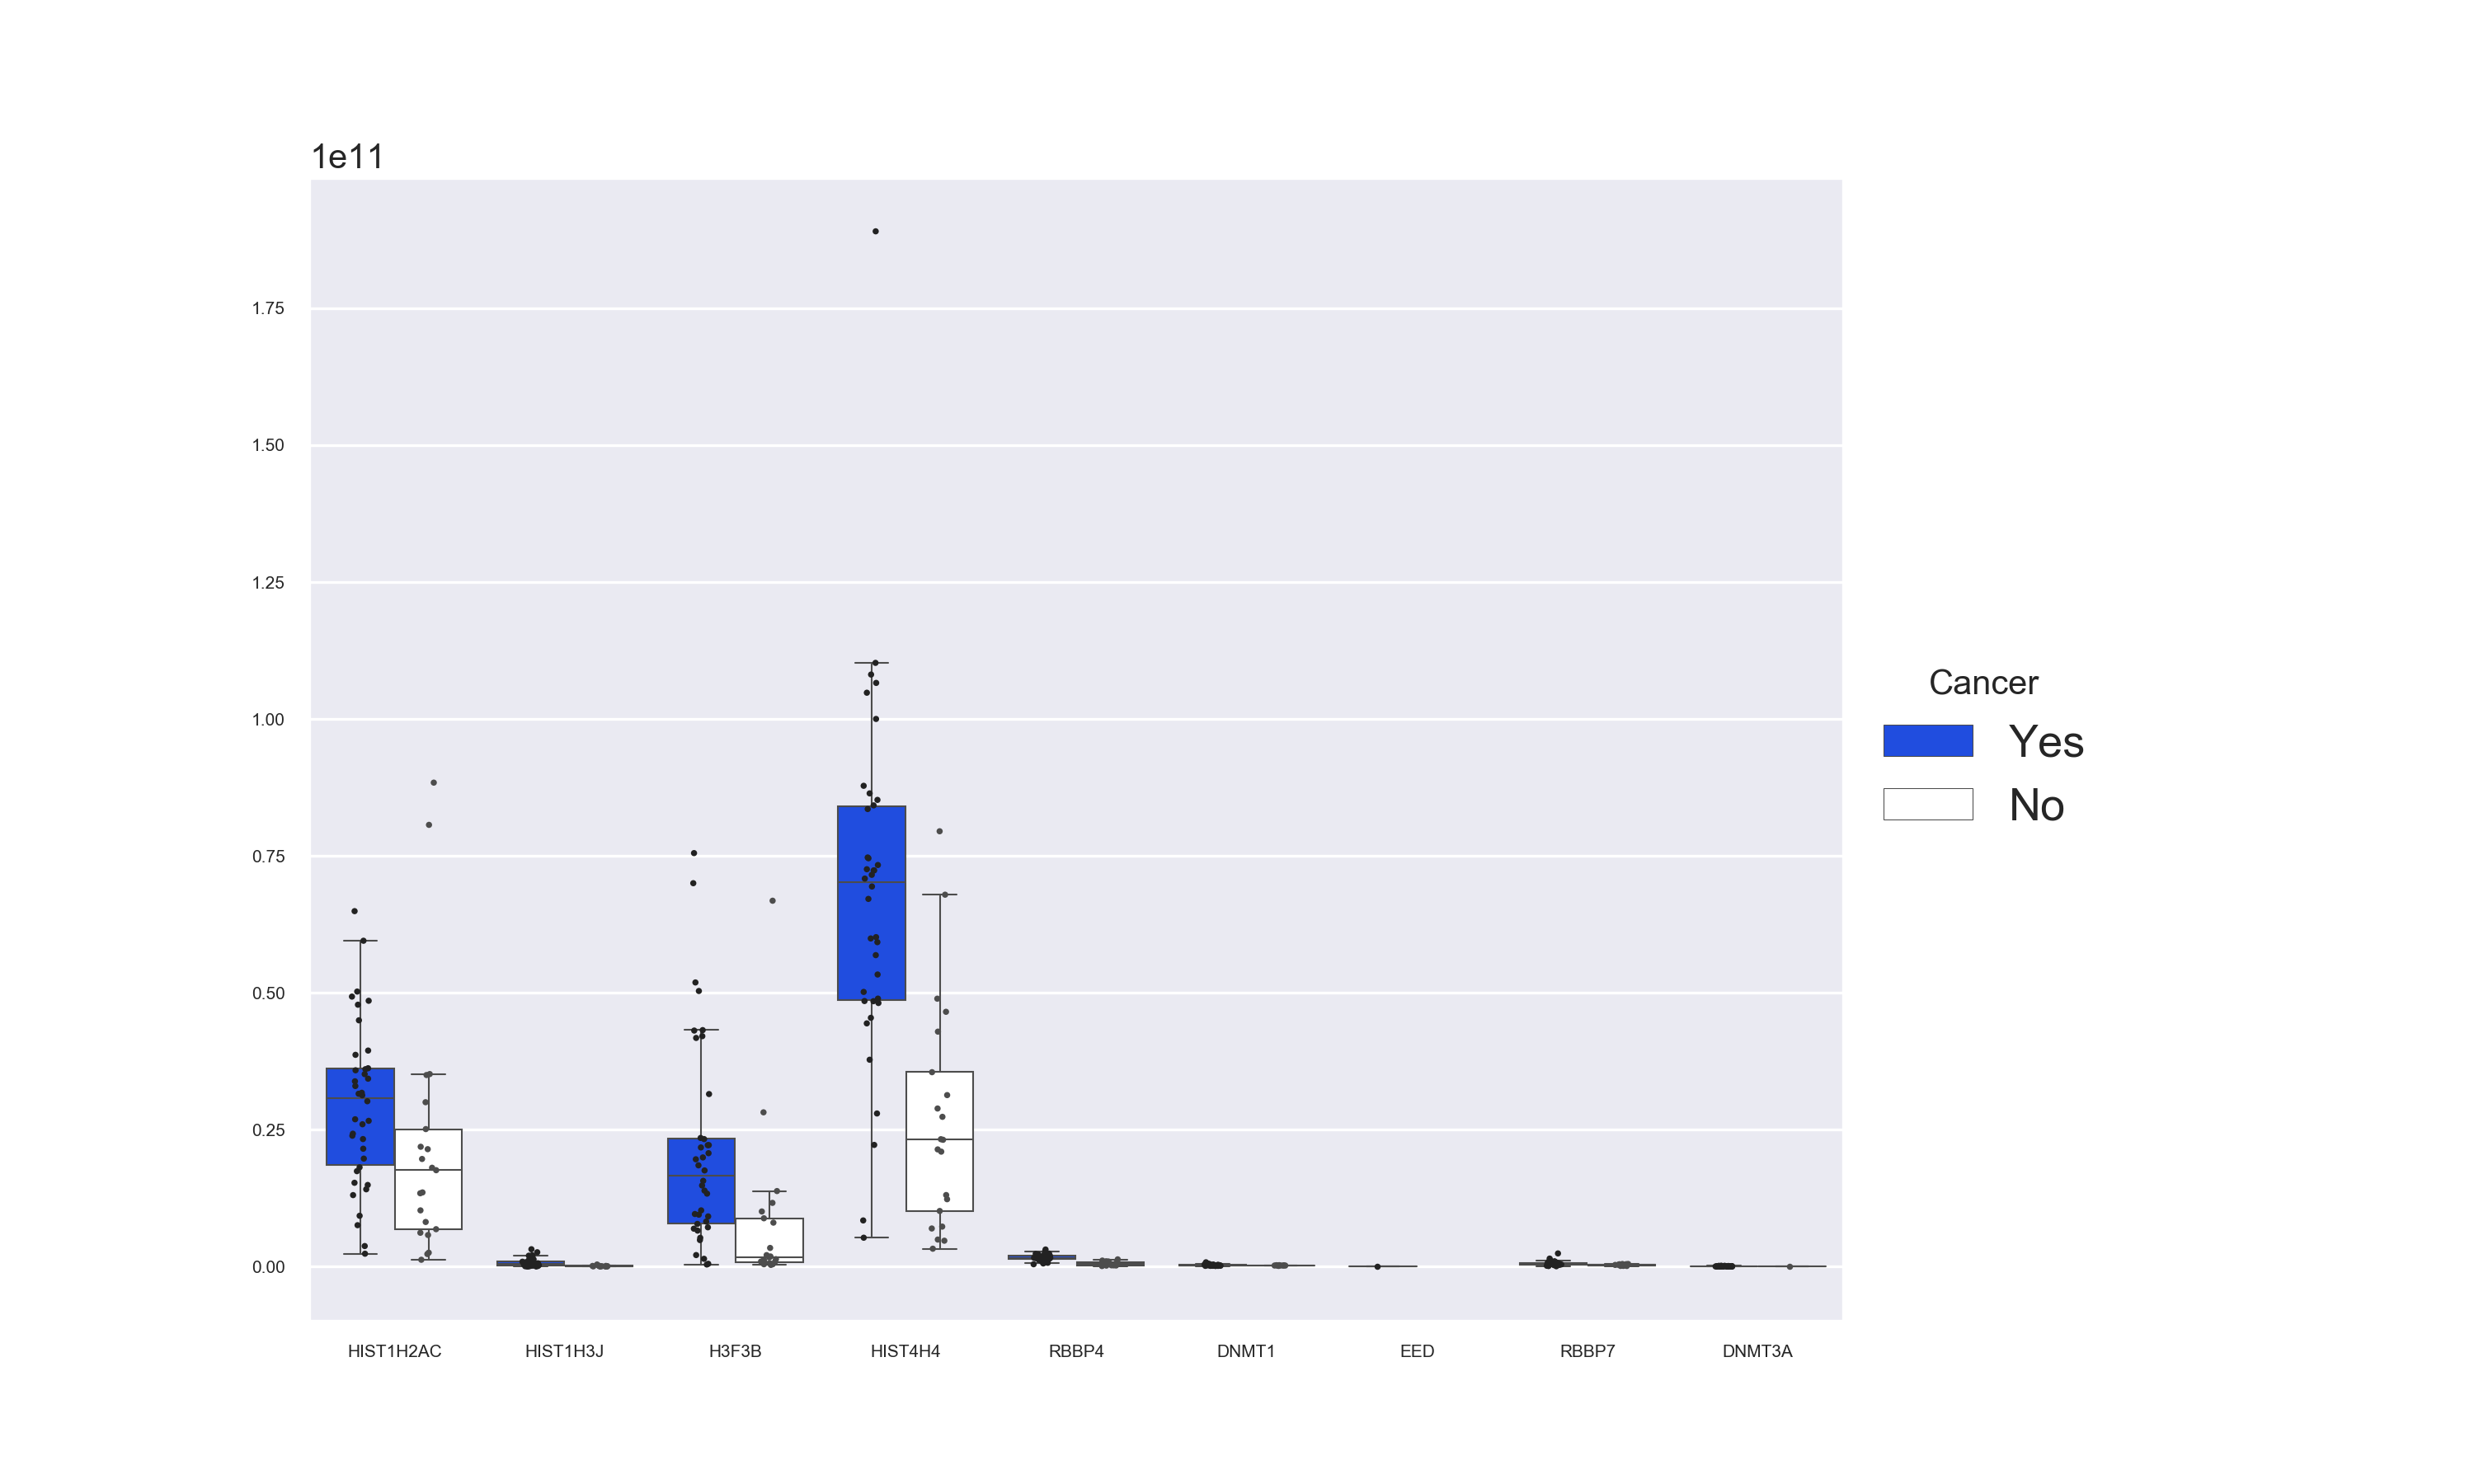 1e11
1.75
1.50
1.25
1.00
0.75
0.50
0.25
0.00
HIST1H2AC HIST1H3J H3F3B HIST4H4 RBBP4 DNMT1 EED RBBP7 DNMT3A
Cancer
Yes
No